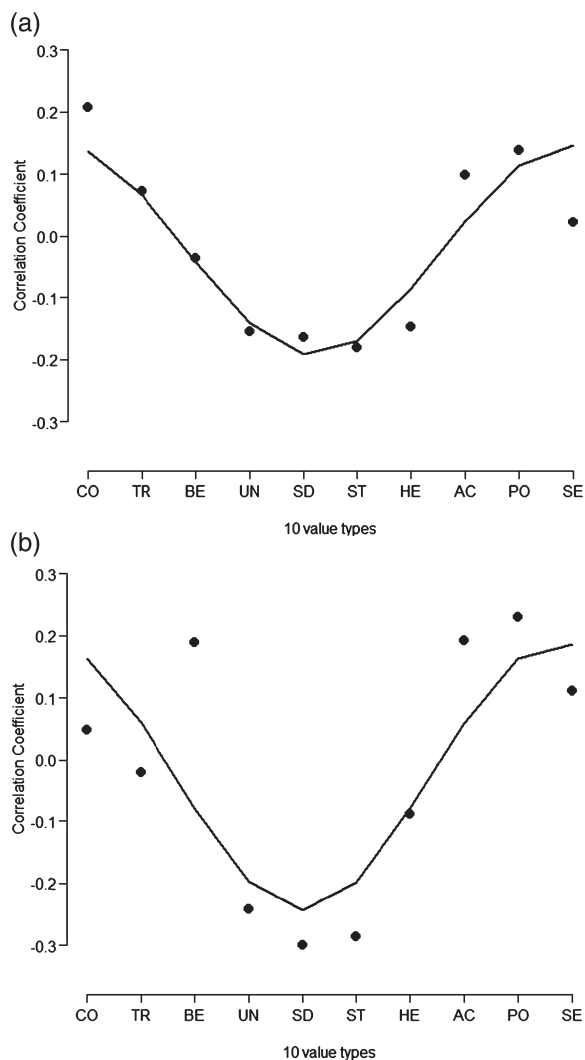 (a)
0.3
0.2
0.1
0.0
-0.1
-0.2
-0.3
Correlation Coefficient
CO TR BE UN SD ST HE AC PO SE
10 value types
(b)
0.3
0.2
0.1
0.0
-0.1
-0.2
-0.3
Correlation Coefficient
CO TR BE UN SD ST HE AC PO SE
10 value types